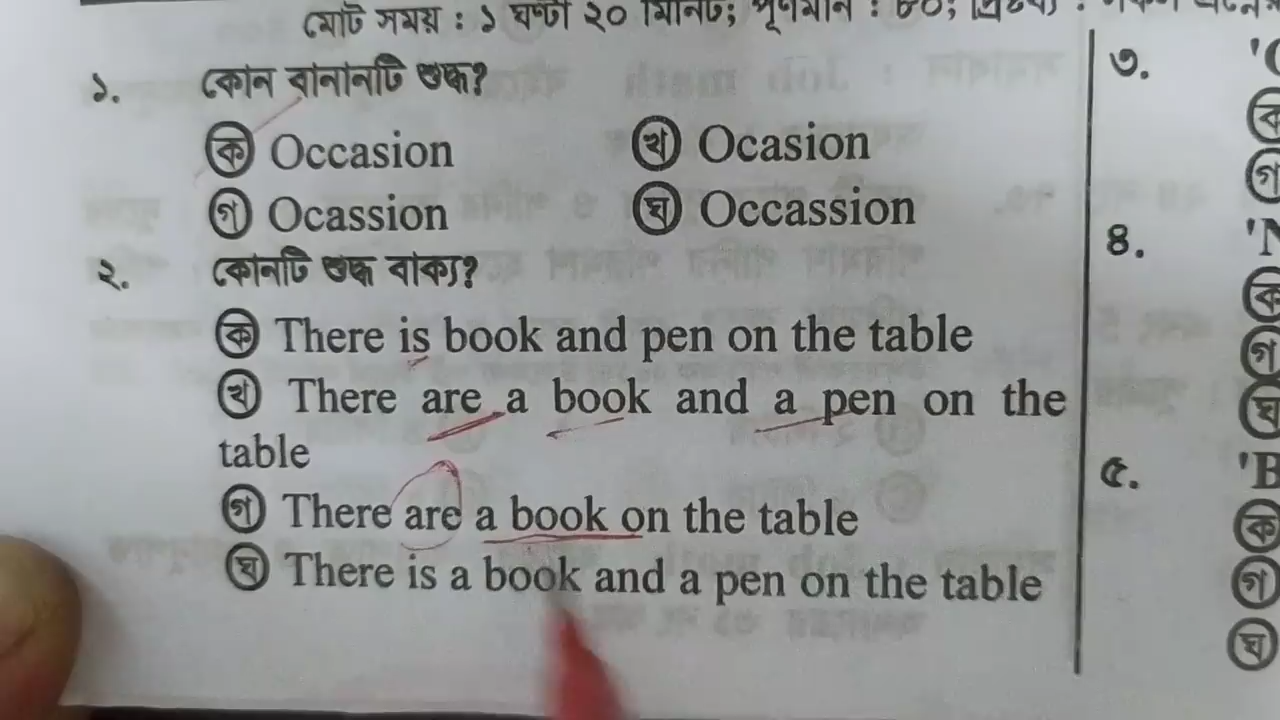 মোট সময় : ১ ঘণ্টা ২০ মিনিট; পূর্ণমান : ৮০;
১. কোন বানানটি শুদ্ধ?
ক Occasion খ Ocasion
গ Ocassion ঘ Occassion
২. কোনটি শুদ্ধ বাক্য?
ক There is book and pen on the table
খ There are a book and a pen on the
table
গ There are a book on the table
ঘ There is a book and a pen on the table
৩.
ক
গ
৪. 'N
ক
গ
ঘ
৫. 'B
ক
গ
ঘ